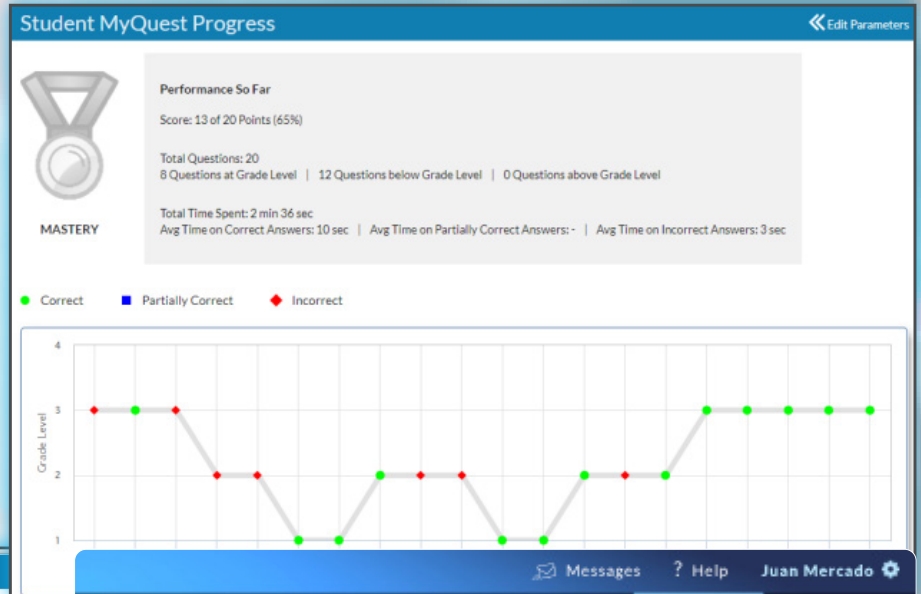 Student MyQuest Progress
Edit Parameters
Performance So Far
Score: 13 of 20 Points (65%)
Total Questions: 20
8 Questions at Grade Level | 12 Questions below Grade Level | 0 Questions above Grade Level
Total Time Spent: 2 min 36 sec
Avg Time on Correct Answers: 10 sec | Avg Time on Partially Correct Answers: - | Avg Time on Incorrect Answers: 3 sec
MASTERY
Correct
Partially Correct
Incorrect
4
3
2
1
Grade Level
Messages
? Help
Juan Mercado